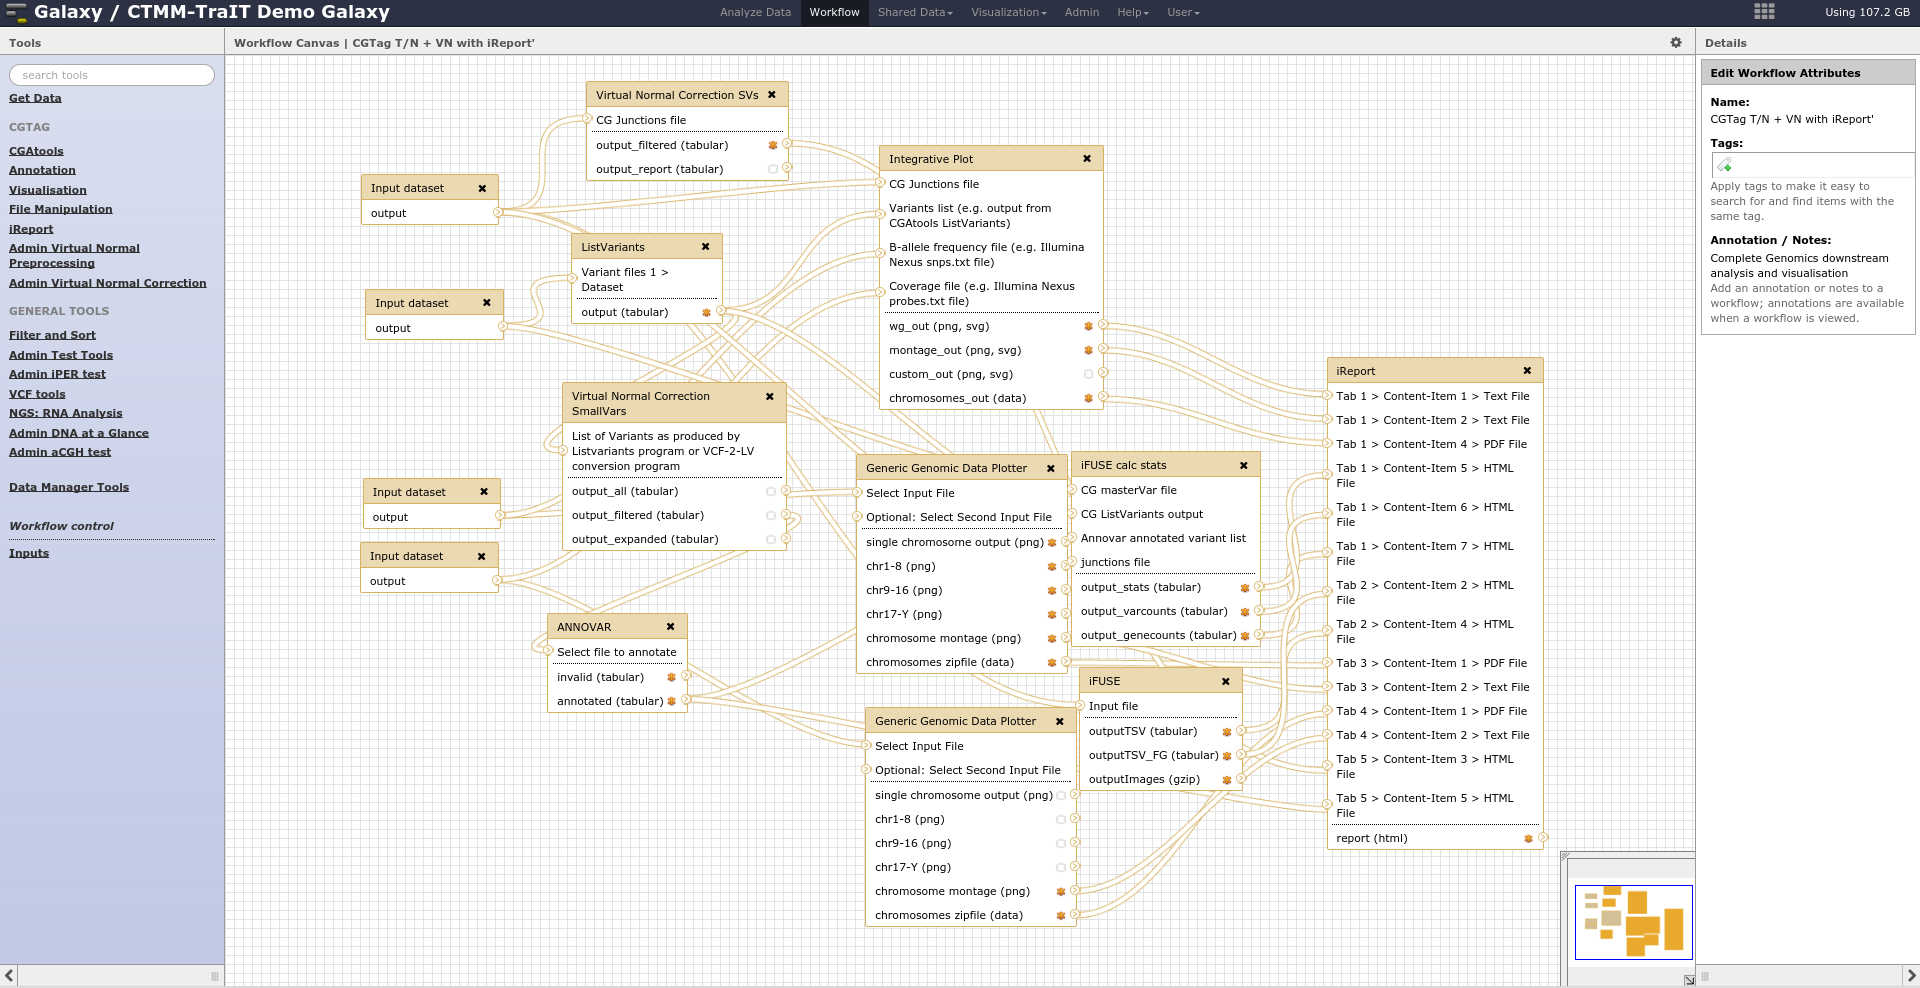 Galaxy / CTMM-TraIT Demo Galaxy
Analyze Data
Workflow
Shared Data
Visualization
Admin
Help
User
Using 107.2 GB
Tools
search tools
Get Data
CGTAG
CGAtools
Annotation
Visualisation
File Manipulation
iReport
Admin Virtual Normal
Preprocessing
Admin Virtual Normal Correction
GENERAL TOOLS
Filter and Sort
Admin Test Tools
Admin iPER test
VCF tools
NGS: RNA Analysis
Admin DNA at a Glance
Admin aCGH test
Data Manager Tools
Workflow control
Inputs
Workflow Canvas | CGTag T/N + VN with iReport'
Input dataset
output
Input dataset
output
Input dataset
output
Input dataset
output
Virtual Normal Correction SVs
CG Junctions file
output_filtered (tabular)
output_report (tabular)
ListVariants
Variant files 1 >
Dataset
output (tabular)
Virtual Normal Correction
SmallVars
List of Variants as produced by
Listvariants program or VCF-2-LV
conversion program
output_all (tabular)
output_filtered (tabular)
output_expanded (tabular)
ANNOVAR
Select file to annotate
invalid (tabular)
annotated (tabular)
Integrative Plot
CG Junctions file
Variants list (e.g. output from
CGAtools ListVariants)
B-allele frequency file (e.g. Illumina
Nexus snps.txt file)
Coverage file (e.g. Illumina Nexus
probes.txt file)
wg_out (png, svg)
montage_out (png, svg)
custom_out (png, svg)
chromosomes_out (data)
Generic Genomic Data Plotter
Select Input File
Optional: Select Second Input File
single chromosome output (png)
chr1-8 (png)
chr9-16 (png)
chr17-Y (png)
chromosome montage (png)
chromosomes zipfile (data)
Generic Genomic Data Plotter
Select Input File
Optional: Select Second Input File
single chromosome output (png)
chr1-8 (png)
chr9-16 (png)
chr17-Y (png)
chromosome montage (png)
chromosomes zipfile (data)
iFUSE calc stats
CG masterVar file
CG ListVariants output
Annovar annotated variant list
junctions file
output_stats (tabular)
output_varcounts (tabular)
output_genecounts (tabular)
iFUSE
Input file
outputTSV (tabular)
outputTSV_FG (tabular)
outputImages (gzip)
iReport
Tab 1 > Content-Item 1 > Text File
Tab 1 > Content-Item 2 > Text File
Tab 1 > Content-Item 4 > PDF File
Tab 1 > Content-Item 5 > HTML
File
Tab 1 > Content-Item 6 > HTML
File
Tab 1 > Content-Item 7 > HTML
File
Tab 2 > Content-Item 2 > HTML
File
Tab 2 > Content-Item 4 > HTML
File
Tab 3 > Content-Item 1 > PDF File
Tab 3 > Content-Item 2 > Text File
Tab 4 > Content-Item 1 > PDF File
Tab 4 > Content-Item 2 > Text File
Tab 5 > Content-Item 3 > HTML
File
Tab 5 > Content-Item 5 > HTML
File
report (html)
Details
Edit Workflow Attributes
Name:
CGTag T/N + VN with iReport'
Tags:
Apply tags to make it easy to
search for and find items with the
same tag.
Annotation / Notes:
Complete Genomics downstream
analysis and visualisation
Add an annotation or notes to a
workflow; annotations are available
when a workflow is viewed.